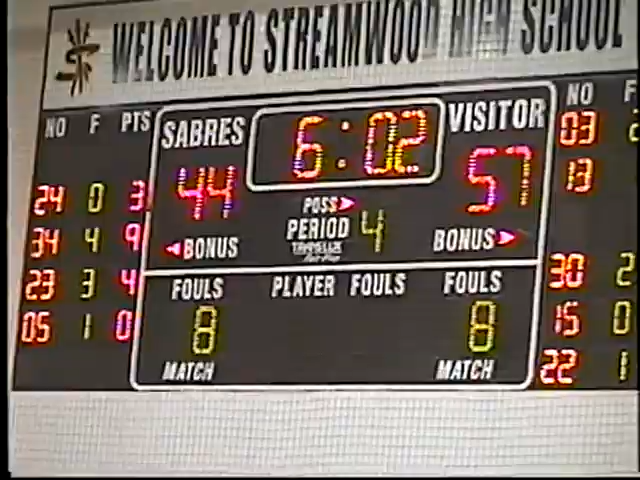 WELCOME TO STREAMWOOD HIGH SCHOOL
NO F PTS SABRES 6:02 VISITOR NO F
03
24 0 3 44 POSS 57 13
34 4 9 BONUS PERIOD 4 BONUS
23 3 4 FOULS PLAYER FOULS FOULS 30 2
05 1 0 8 8 15 0
MATCH MATCH 22 1